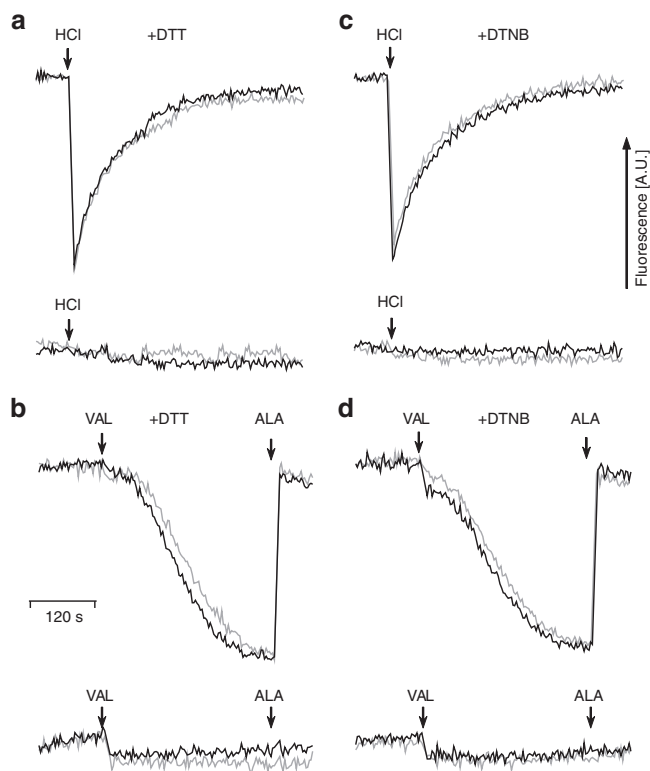 a
HCl
+DTT
HCl
c
HCl
+DTNB
HCl
Fluorescence [A.U.]
b
VAL
+DTT
ALA
120 s
VAL
ALA
d
VAL
+DTNB
ALA
VAL
ALA